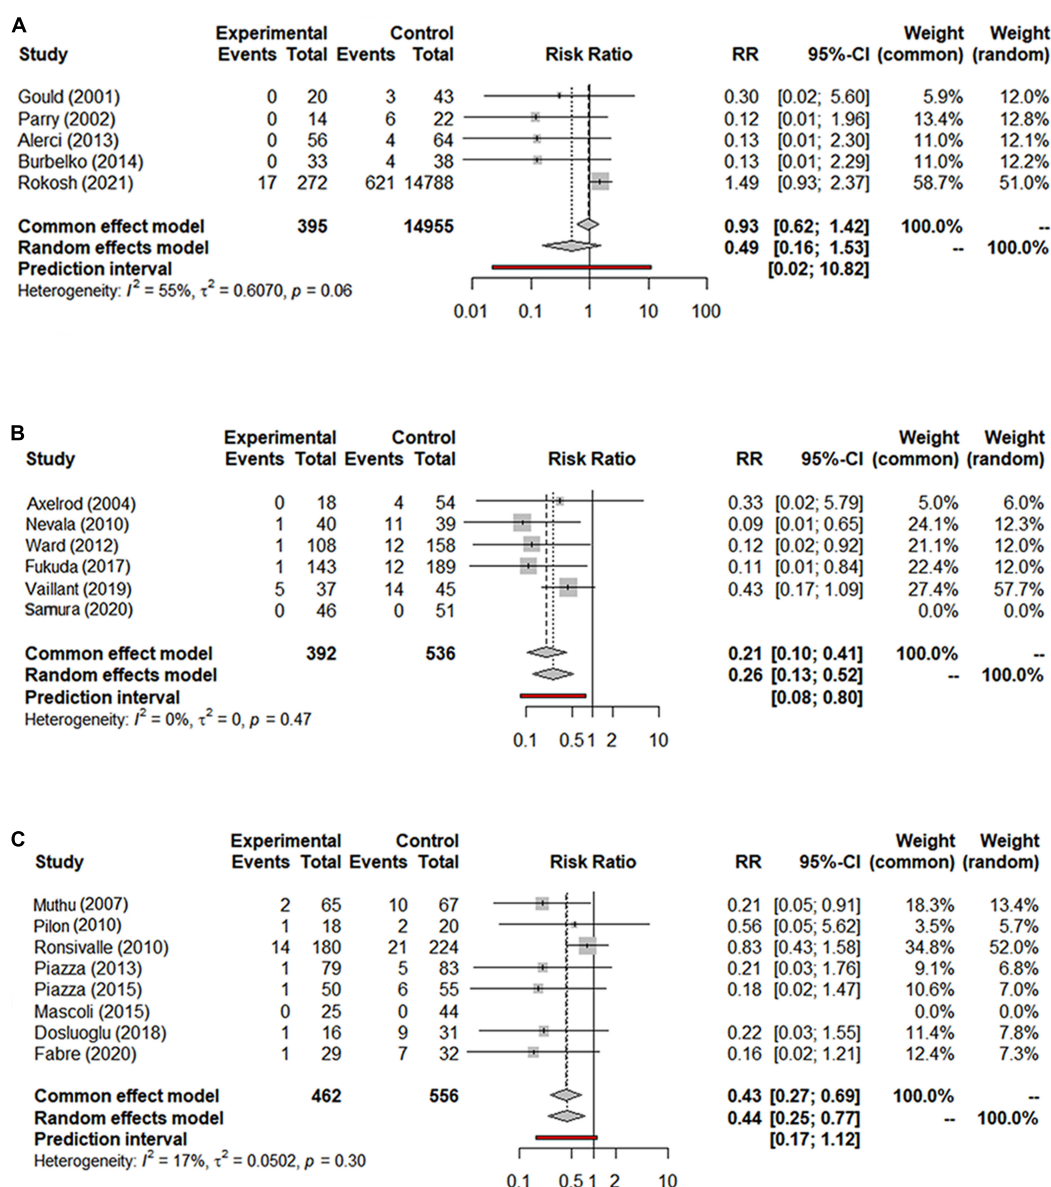 A
Experimental Control Weight Weight
Study Events Total Events Total Risk Ratio RR 95%-CI (common) (random)
Gould (2001) 0 20 3 43 0.30 [0.02; 5.60] 5.9% 12.0%
Parry (2002) 0 14 6 22 0.12 [0.01; 1.96] 13.4% 12.8%
Alerci (2013) 0 56 4 64 0.13 [0.01; 2.30] 11.0% 12.1%
Burbelko (2014) 0 33 4 38 0.13 [0.01; 2.29] 11.0% 12.2%
Rokosh (2021) 17 272 621 14788 1.49 [0.93; 2.37] 58.7% 51.0%
Common effect model 395 14955 0.93 [0.62; 1.42] 100.0% --
Random effects model 0.49 [0.16; 1.53] -- 100.0%
Prediction interval [0.02; 10.82]
Heterogeneity: I² = 55%, τ² = 0.6070, p = 0.06
0.01 0.1 1 10 100
B
Experimental Control Weight Weight
Study Events Total Events Total Risk Ratio RR 95%-CI (common) (random)
Axelrod (2004) 0 18 4 54 0.33 [0.02; 5.79] 5.0% 6.0%
Nevala (2010) 1 40 11 39 0.09 [0.01; 0.65] 24.1% 12.3%
Ward (2012) 1 108 12 158 0.12 [0.02; 0.92] 21.1% 12.0%
Fukuda (2017) 1 143 12 189 0.11 [0.01; 0.84] 22.4% 12.0%
Vaillant (2019) 5 37 14 45 0.43 [0.17; 1.09] 27.4% 57.7%
Samura (2020) 0 46 0 51 0.0% 0.0%
Common effect model 392 536 0.21 [0.10; 0.41] 100.0% --
Random effects model 0.26 [0.13; 0.52] -- 100.0%
Prediction interval [0.08; 0.80]
Heterogeneity: I² = 0%, τ² = 0, p = 0.47
0.1 0.5 1 2 10
C
Experimental Control Weight Weight
Study Events Total Events Total Risk Ratio RR 95%-CI (common) (random)
Muthu (2007) 2 65 10 67 0.21 [0.05; 0.91] 18.3% 13.4%
Pilon (2010) 1 18 2 20 0.56 [0.05; 5.62] 3.5% 5.7%
Ronsivalle (2010) 14 180 21 224 0.83 [0.43; 1.58] 34.8% 52.0%
Piazza (2013) 1 79 5 83 0.21 [0.03; 1.76] 9.1% 6.8%
Piazza (2015) 1 50 6 55 0.18 [0.02; 1.47] 10.6% 7.0%
Mascoli (2015) 0 25 0 44 0.0% 0.0%
Dosluoglu (2018) 1 16 9 31 0.22 [0.03; 1.55] 11.4% 7.8%
Fabre (2020) 1 29 7 32 0.16 [0.02; 1.21] 12.4% 7.3%
Common effect model 462 556 0.43 [0.27; 0.69] 100.0% --
Random effects model 0.44 [0.25; 0.77] -- 100.0%
Prediction interval [0.17; 1.12]
Heterogeneity: I² = 17%, τ² = 0.0502, p = 0.30
0.1 0.5 1 2 10